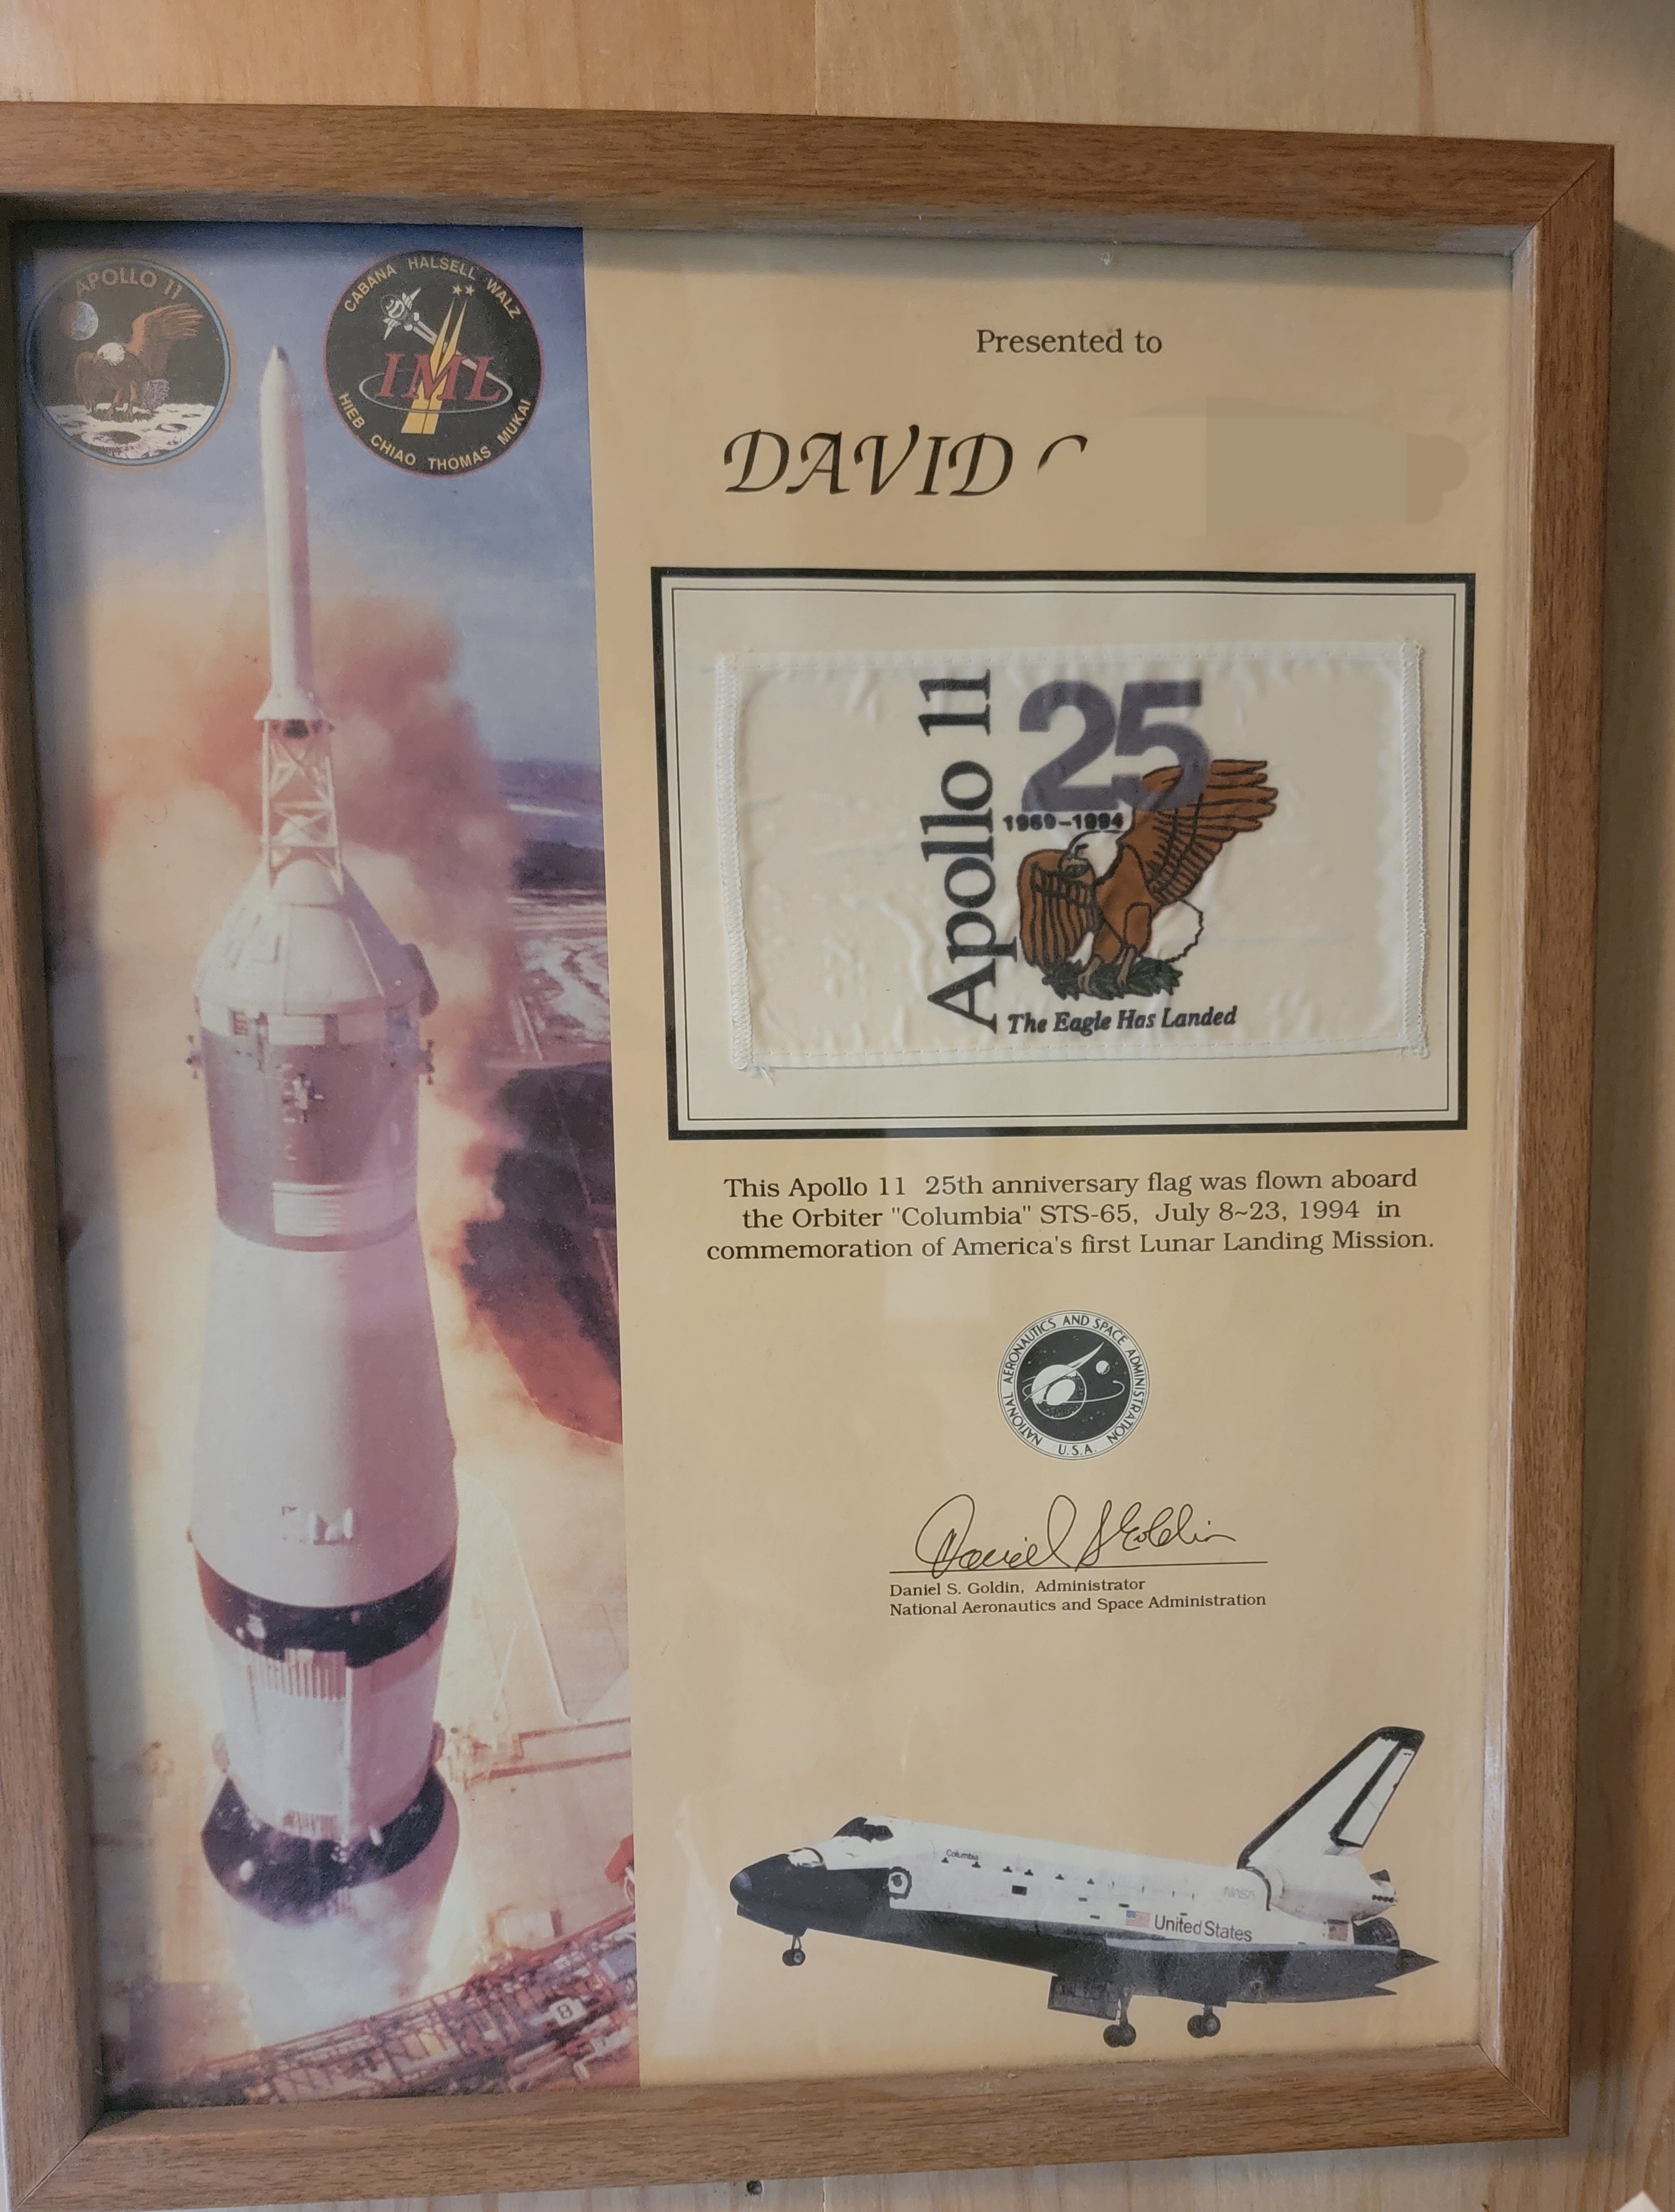 APOLLO 11
CABANA HALSELL WALZ
IML
HIEB CHIAO THOMAS MUKAI
Presented to
DAVID
Apollo 11
25
1969-1994
The Eagle Has Landed
This Apollo 11 25th anniversary flag was flown aboard
the Orbiter "Columbia" STS-65, July 8~23, 1994 in
commemoration of America's first Lunar Landing Mission.
NATIONAL AERONAUTICS AND SPACE ADMINISTRATION
U.S.A.
Daniel S Goldin
Daniel S. Goldin, Administrator
National Aeronautics and Space Administration
Columbia
NASA
United States